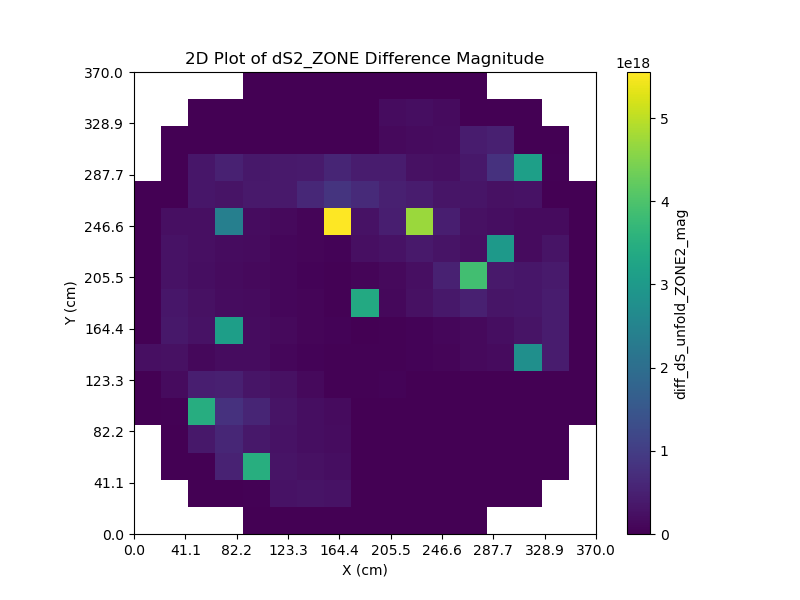 2D Plot of dS2_ZONE Difference Magnitude
1e18
370.0
328.9
287.7
246.6
205.5
164.4
123.3
82.2
41.1
0.0
Y (cm)
0.0 41.1 82.2 123.3 164.4 205.5 246.6 287.7 328.9 370.0
X (cm)
5
4
3
2
1
0
diff_dS_unfold_ZONE2_mag